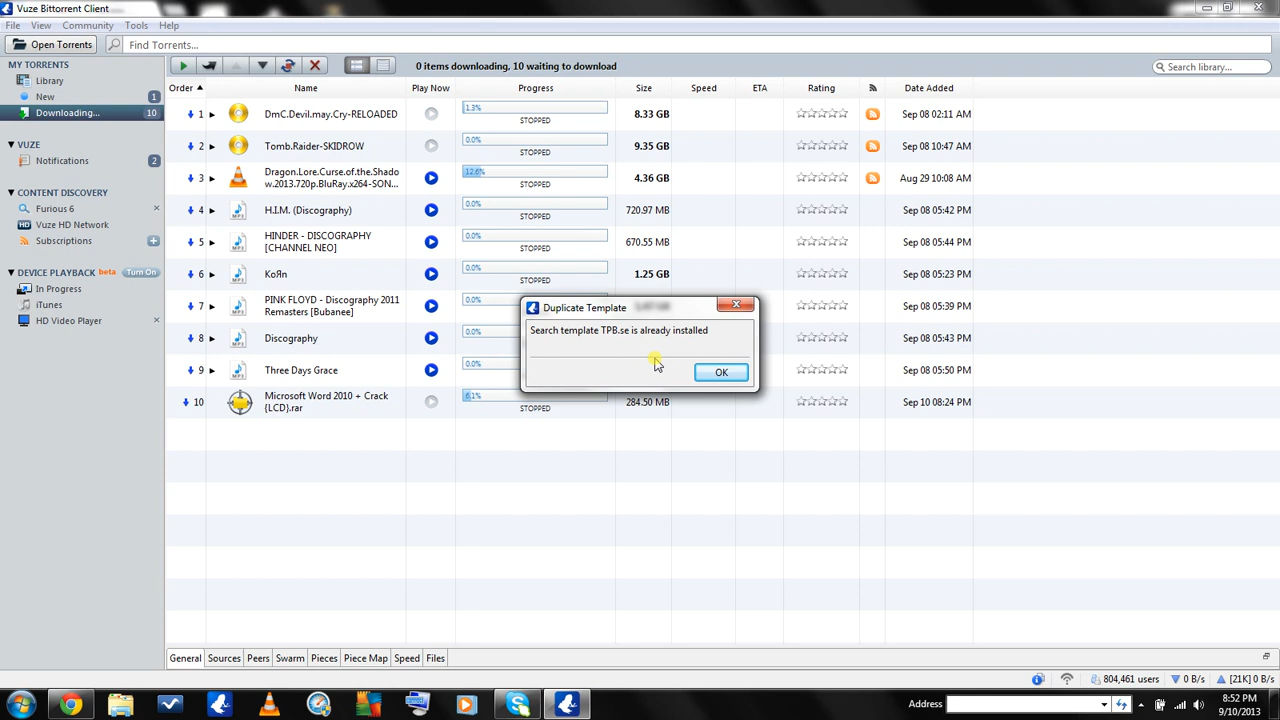 Vuze Bittorrent Client
File View Community Tools Help
Open Torrents Find Torrents...
MY TORRENTS
Library
New 1
Downloading... 10
VUZE
Notifications 2
CONTENT DISCOVERY
Furious 6
HD Vuze HD Network
Subscriptions
DEVICE PLAYBACK beta Turn On
In Progress
iTunes
HD Video Player
0 items downloading, 10 waiting to download
Search library...
Order Name Play Now Progress Size Speed ETA Rating Date Added
1 DmC.Devil.may.Cry-RELOADED 1.3% STOPPED 8.33 GB Sep 08 02:11 AM
2 Tomb.Raider-SKIDROW 0.0% STOPPED 9.35 GB Sep 08 10:47 AM
3 Dragon.Lore.Curse.of.the.Shado
w.2013.720p.BluRay.x264-SON... 12.6% STOPPED 4.36 GB Aug 29 10:08 AM
4 MP3 H.I.M. (Discography) 0.0% STOPPED 720.97 MB Sep 08 05:42 PM
5 MP3 HINDER - DISCOGRAPHY
[CHANNEL NEO] 0.0% STOPPED 670.55 MB Sep 08 05:44 PM
6 MP3 KoЯn 0.0% STOPPED 1.25 GB Sep 08 05:23 PM
7 MP3 PINK FLOYD - Discography 2011
Remasters [Bubanee] 0.0% Sep 08 05:39 PM
8 MP3 Discography 0.0% Sep 08 05:43 PM
9 MP3 Three Days Grace 0.0% Sep 08 05:50 PM
10 Microsoft Word 2010 + Crack
{LCD}.rar 6.1% STOPPED 284.50 MB Sep 10 08:24 PM
Duplicate Template
Search template TPB.se is already installed
OK
General Sources Peers Swarm Pieces Piece Map Speed Files
804,461 users 0 B/s [21K] 0 B/s
Address
8:52 PM
9/10/2013